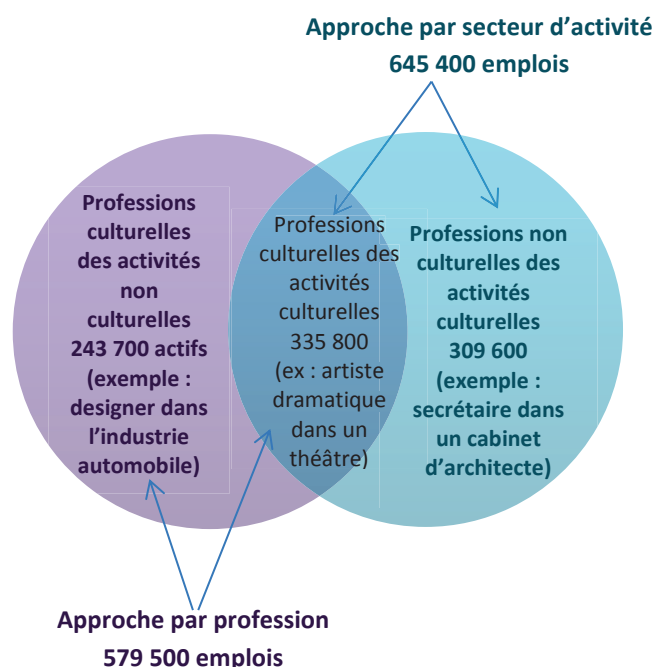 Approche par secteur d’activité
645 400 emplois
Professions
culturelles
des activités
non
culturelles
243 700 actifs
(exemple :
designer dans
l’industrie
automobile)
Professions
culturelles des
activités
culturelles
335 800
(ex : artiste
dramatique
dans un
théâtre)
Professions non
culturelles des
activités
culturelles
309 600
(exemple :
secrétaire dans
un cabinet
d’architecte)
Approche par profession
579 500 emplois